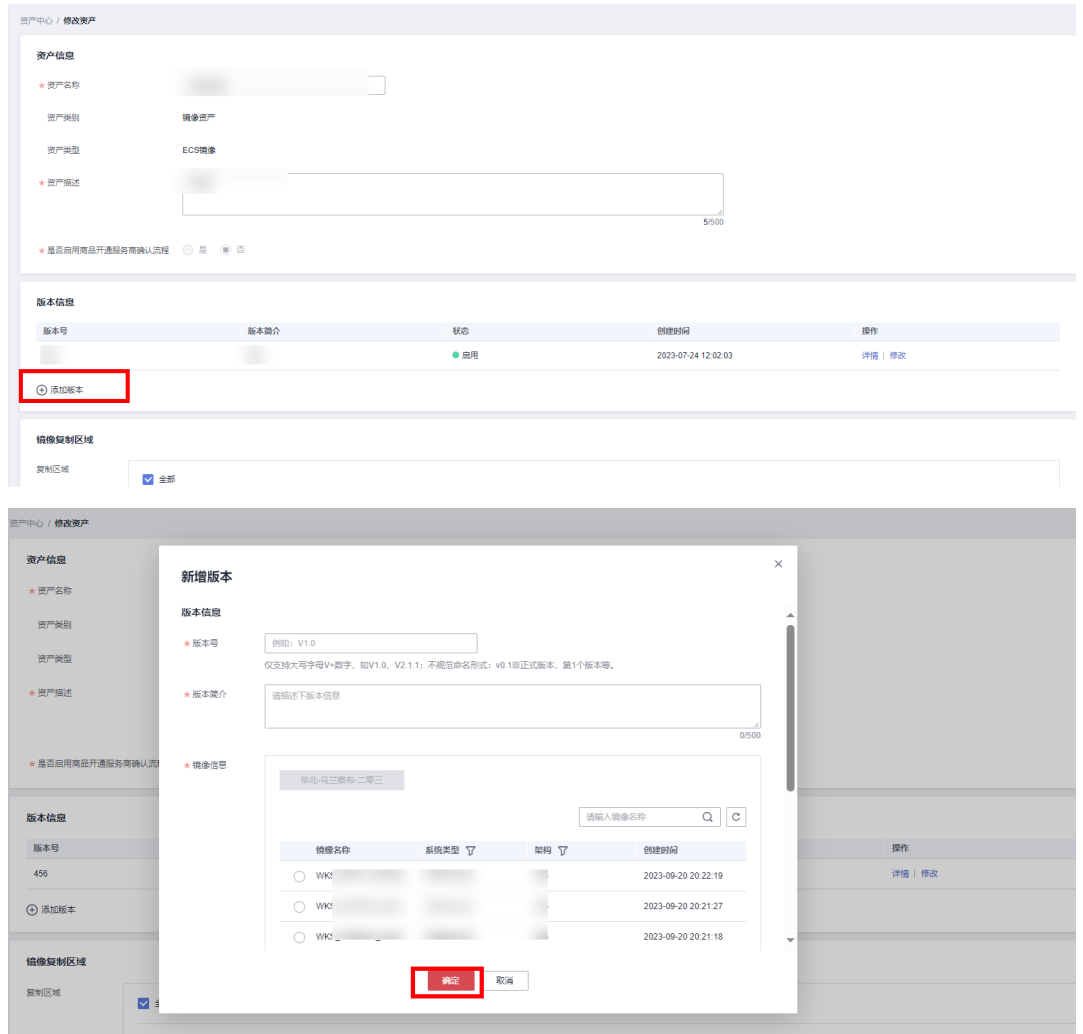 资产中心 / 修改资产
资产信息
* 资产名称
资产类别 镜像资产
资产类型 ECS镜像
* 资产描述
5/500
* 是否启用商品开通服务商确认流程 是 否
版本信息
版本号 版本简介 状态 创建时间 操作
启用 2023-07-24 12:02:03 详情 | 修改
添加版本
镜像复制区域
复制区域 全部
资产中心 / 修改资产
资产信息
* 资产名称
资产类别
资产类型
* 资产描述
* 是否启用商品开通服务商确认流
版本信息
版本号 操作
456 详情 | 修改
添加版本
镜像复制区域
复制区域
新增版本
版本信息
* 版本号 例如：V1.0
仅支持大写字母V+数字，如V1.0、V2.1.1；不规范命名形式：v0.1非正式版本、第1个版本等。
* 版本简介 请描述下版本信息
0/500
* 镜像信息 华北-乌兰察布-二零三
请输入镜像名称
镜像名称 系统类型 架构 创建时间
WKS 2023-09-20 20:22:19
WKS 2023-09-20 20:21:27
WKS_ 2023-09-20 20:21:18
确定 取消